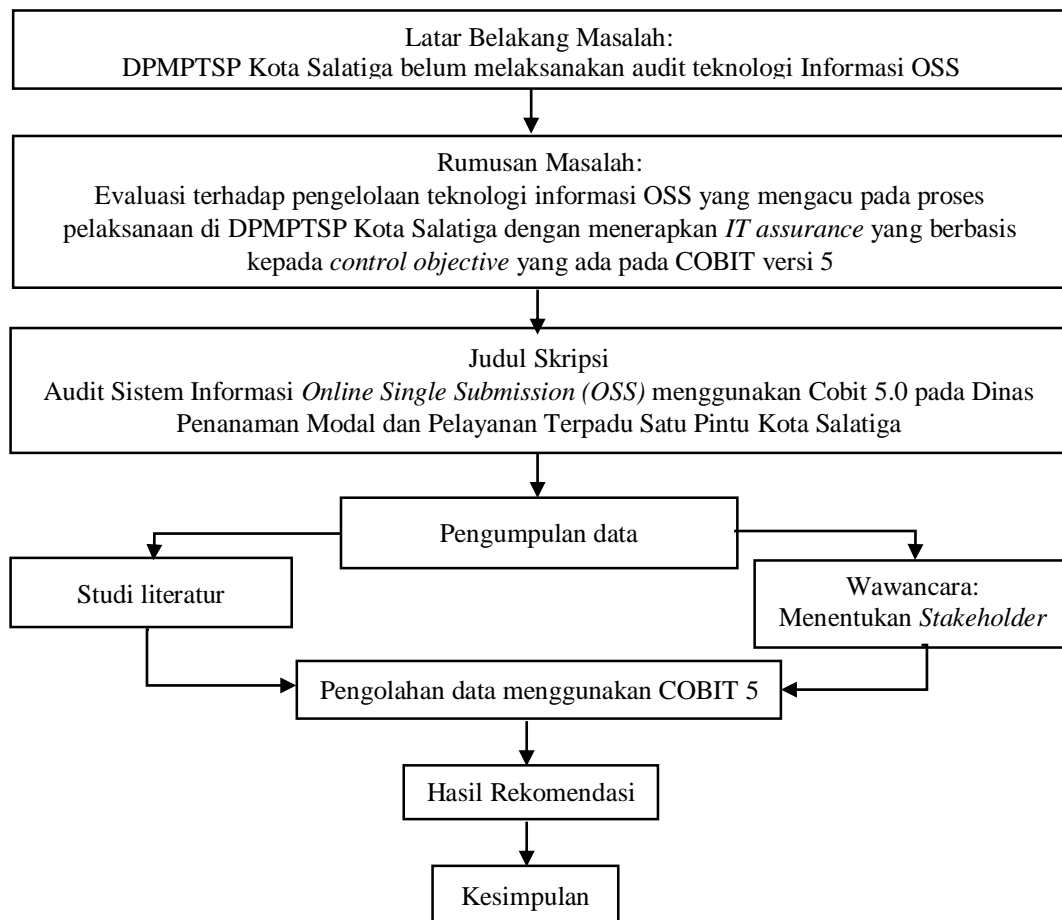 Latar Belakang Masalah:
DPMPTSP Kota Salatiga belum melaksanakan audit teknologi Informasi OSS
Rumusan Masalah:
Evaluasi terhadap pengelolaan teknologi informasi OSS yang mengacu pada proses
pelaksanaan di DPMPTSP Kota Salatiga dengan menerapkan IT assurance yang berbasis
kepada control objective yang ada pada COBIT versi 5
Judul Skripsi
Audit Sistem Informasi Online Single Submission (OSS) menggunakan Cobit 5.0 pada Dinas
Penanaman Modal dan Pelayanan Terpadu Satu Pintu Kota Salatiga
Pengumpulan data
Studi literatur
Wawancara:
Menentukan Stakeholder
Pengolahan data menggunakan COBIT 5
Hasil Rekomendasi
Kesimpulan